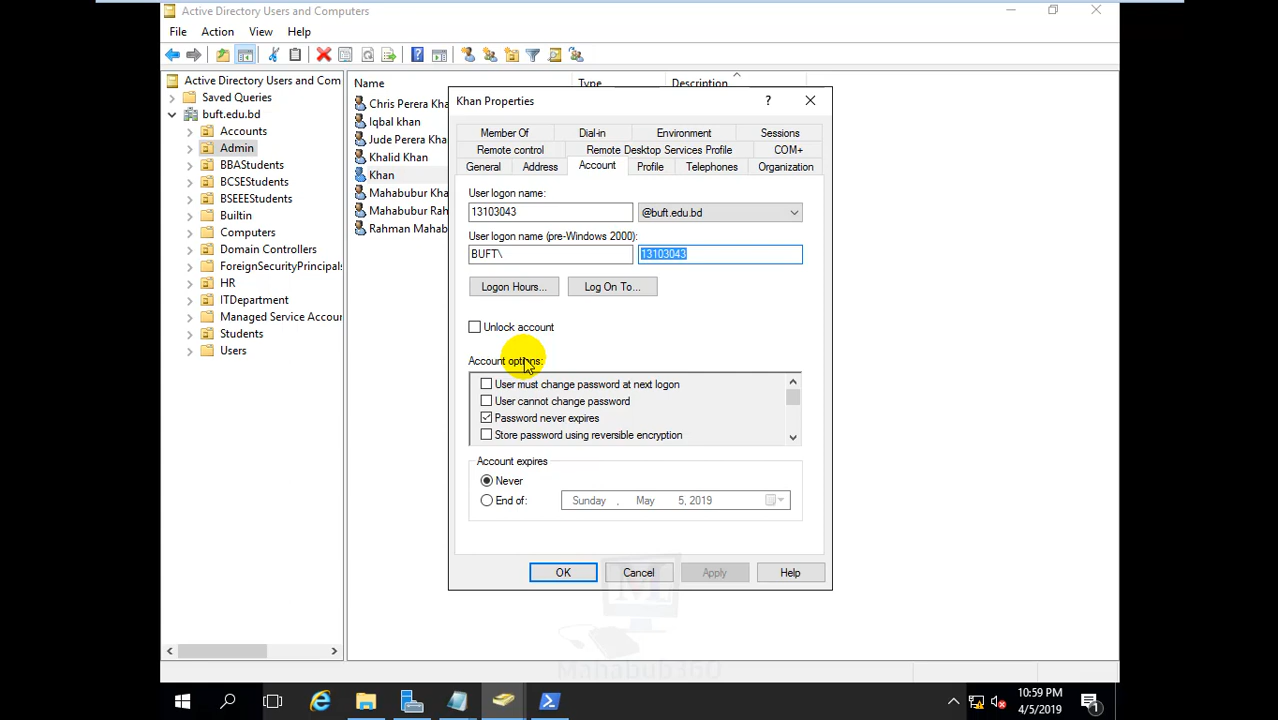 Active Directory Users and Computers
File Action View Help
Active Directory Users and Com
Saved Queries
buft.edu.bd
Accounts
Admin
BBAStudents
BCSEStudents
BSEEEStudents
Builtin
Computers
Domain Controllers
ForeignSecurityPrincipals
HR
ITDepartment
Managed Service Accou
Students
Users
Name Type Description
Chris Perera Kha
Iqbal khan
Jude Perera Kha
Khalid Khan
Khan
Mahabubur Kha
Mahabubur Rah
Rahman Mahab
Khan Properties
?
Member Of Dial-in Environment Sessions
Remote control Remote Desktop Services Profile COM+
General Address Account Profile Telephones Organization
User logon name:
13103043 @buft.edu.bd
User logon name (pre-Windows 2000):
BUFT\ 13103043
Logon Hours... Log On To...
Unlock account
Account options:
User must change password at next logon
User cannot change password
Password never expires
Store password using reversible encryption
Account expires
Never
End of: Sunday , May 5, 2019
OK Cancel Apply Help
Mahabub360
10:59 PM
4/5/2019
1